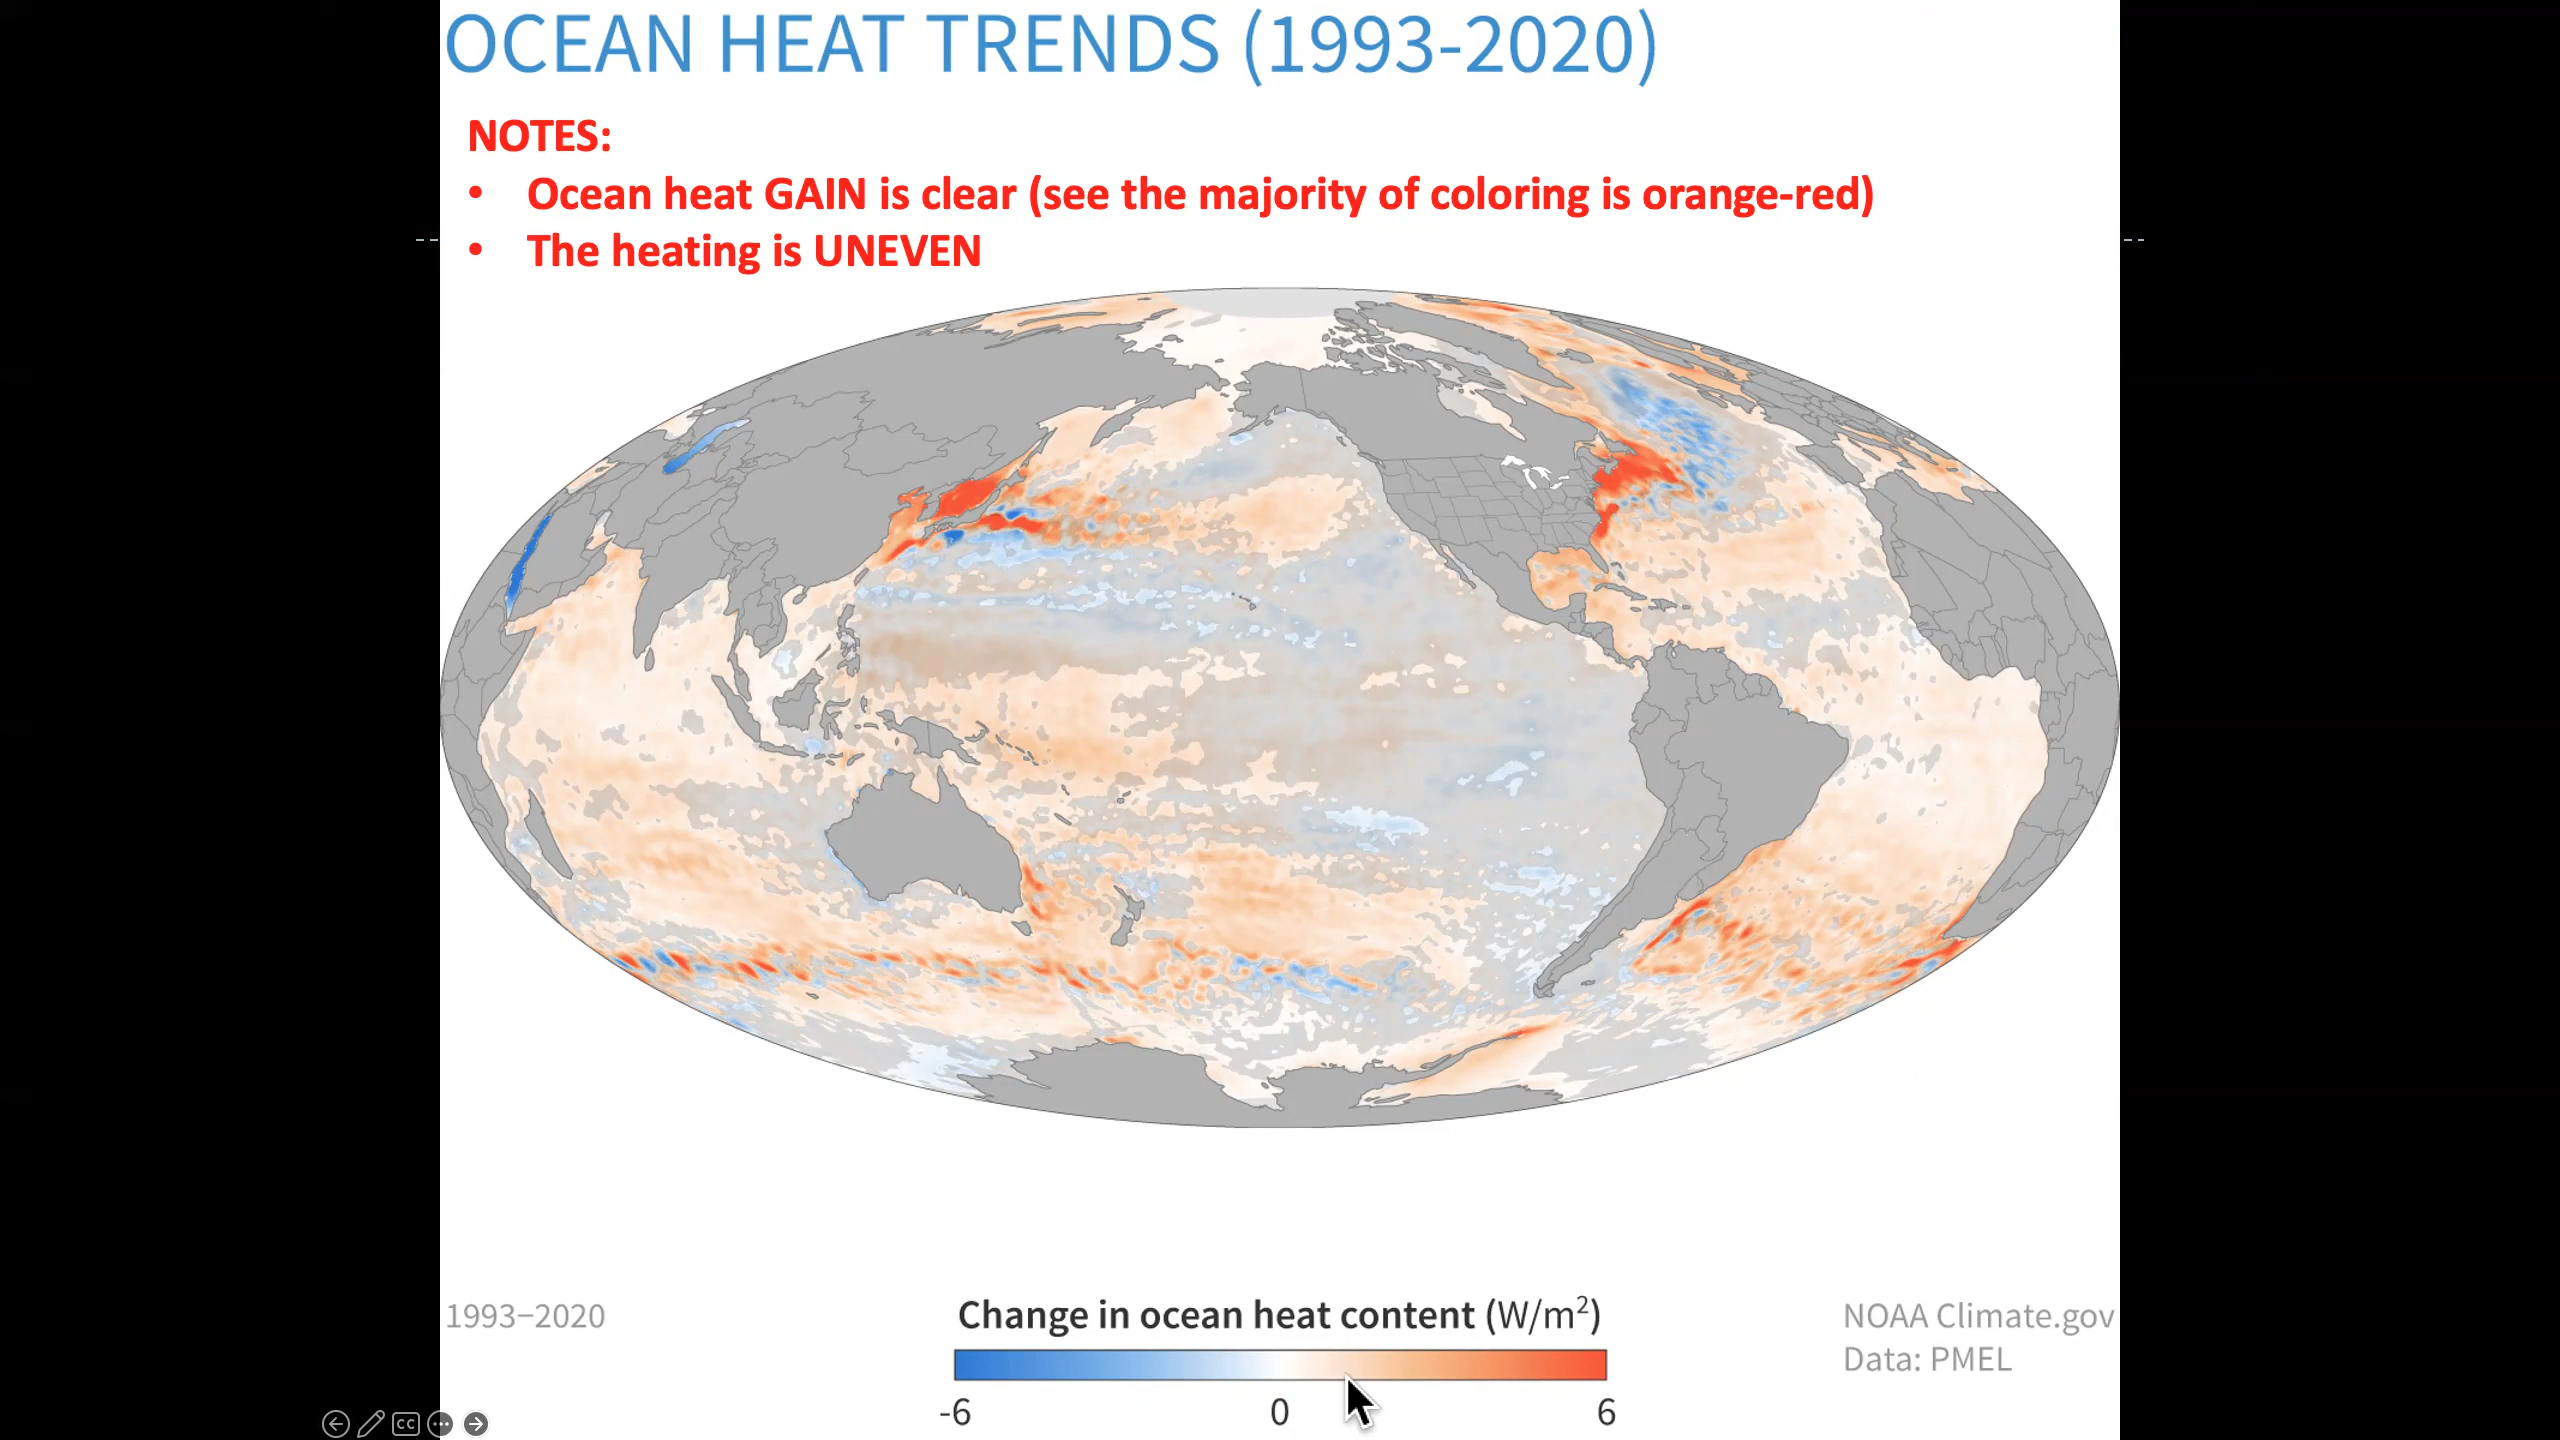 OCEAN HEAT TRENDS (1993-2020)
NOTES:
• Ocean heat GAIN is clear (see the majority of coloring is orange-red)
• The heating is UNEVEN
1993–2020
Change in ocean heat content (W/m²)
-6 0 6
NOAA Climate.gov
Data: PMEL
CC